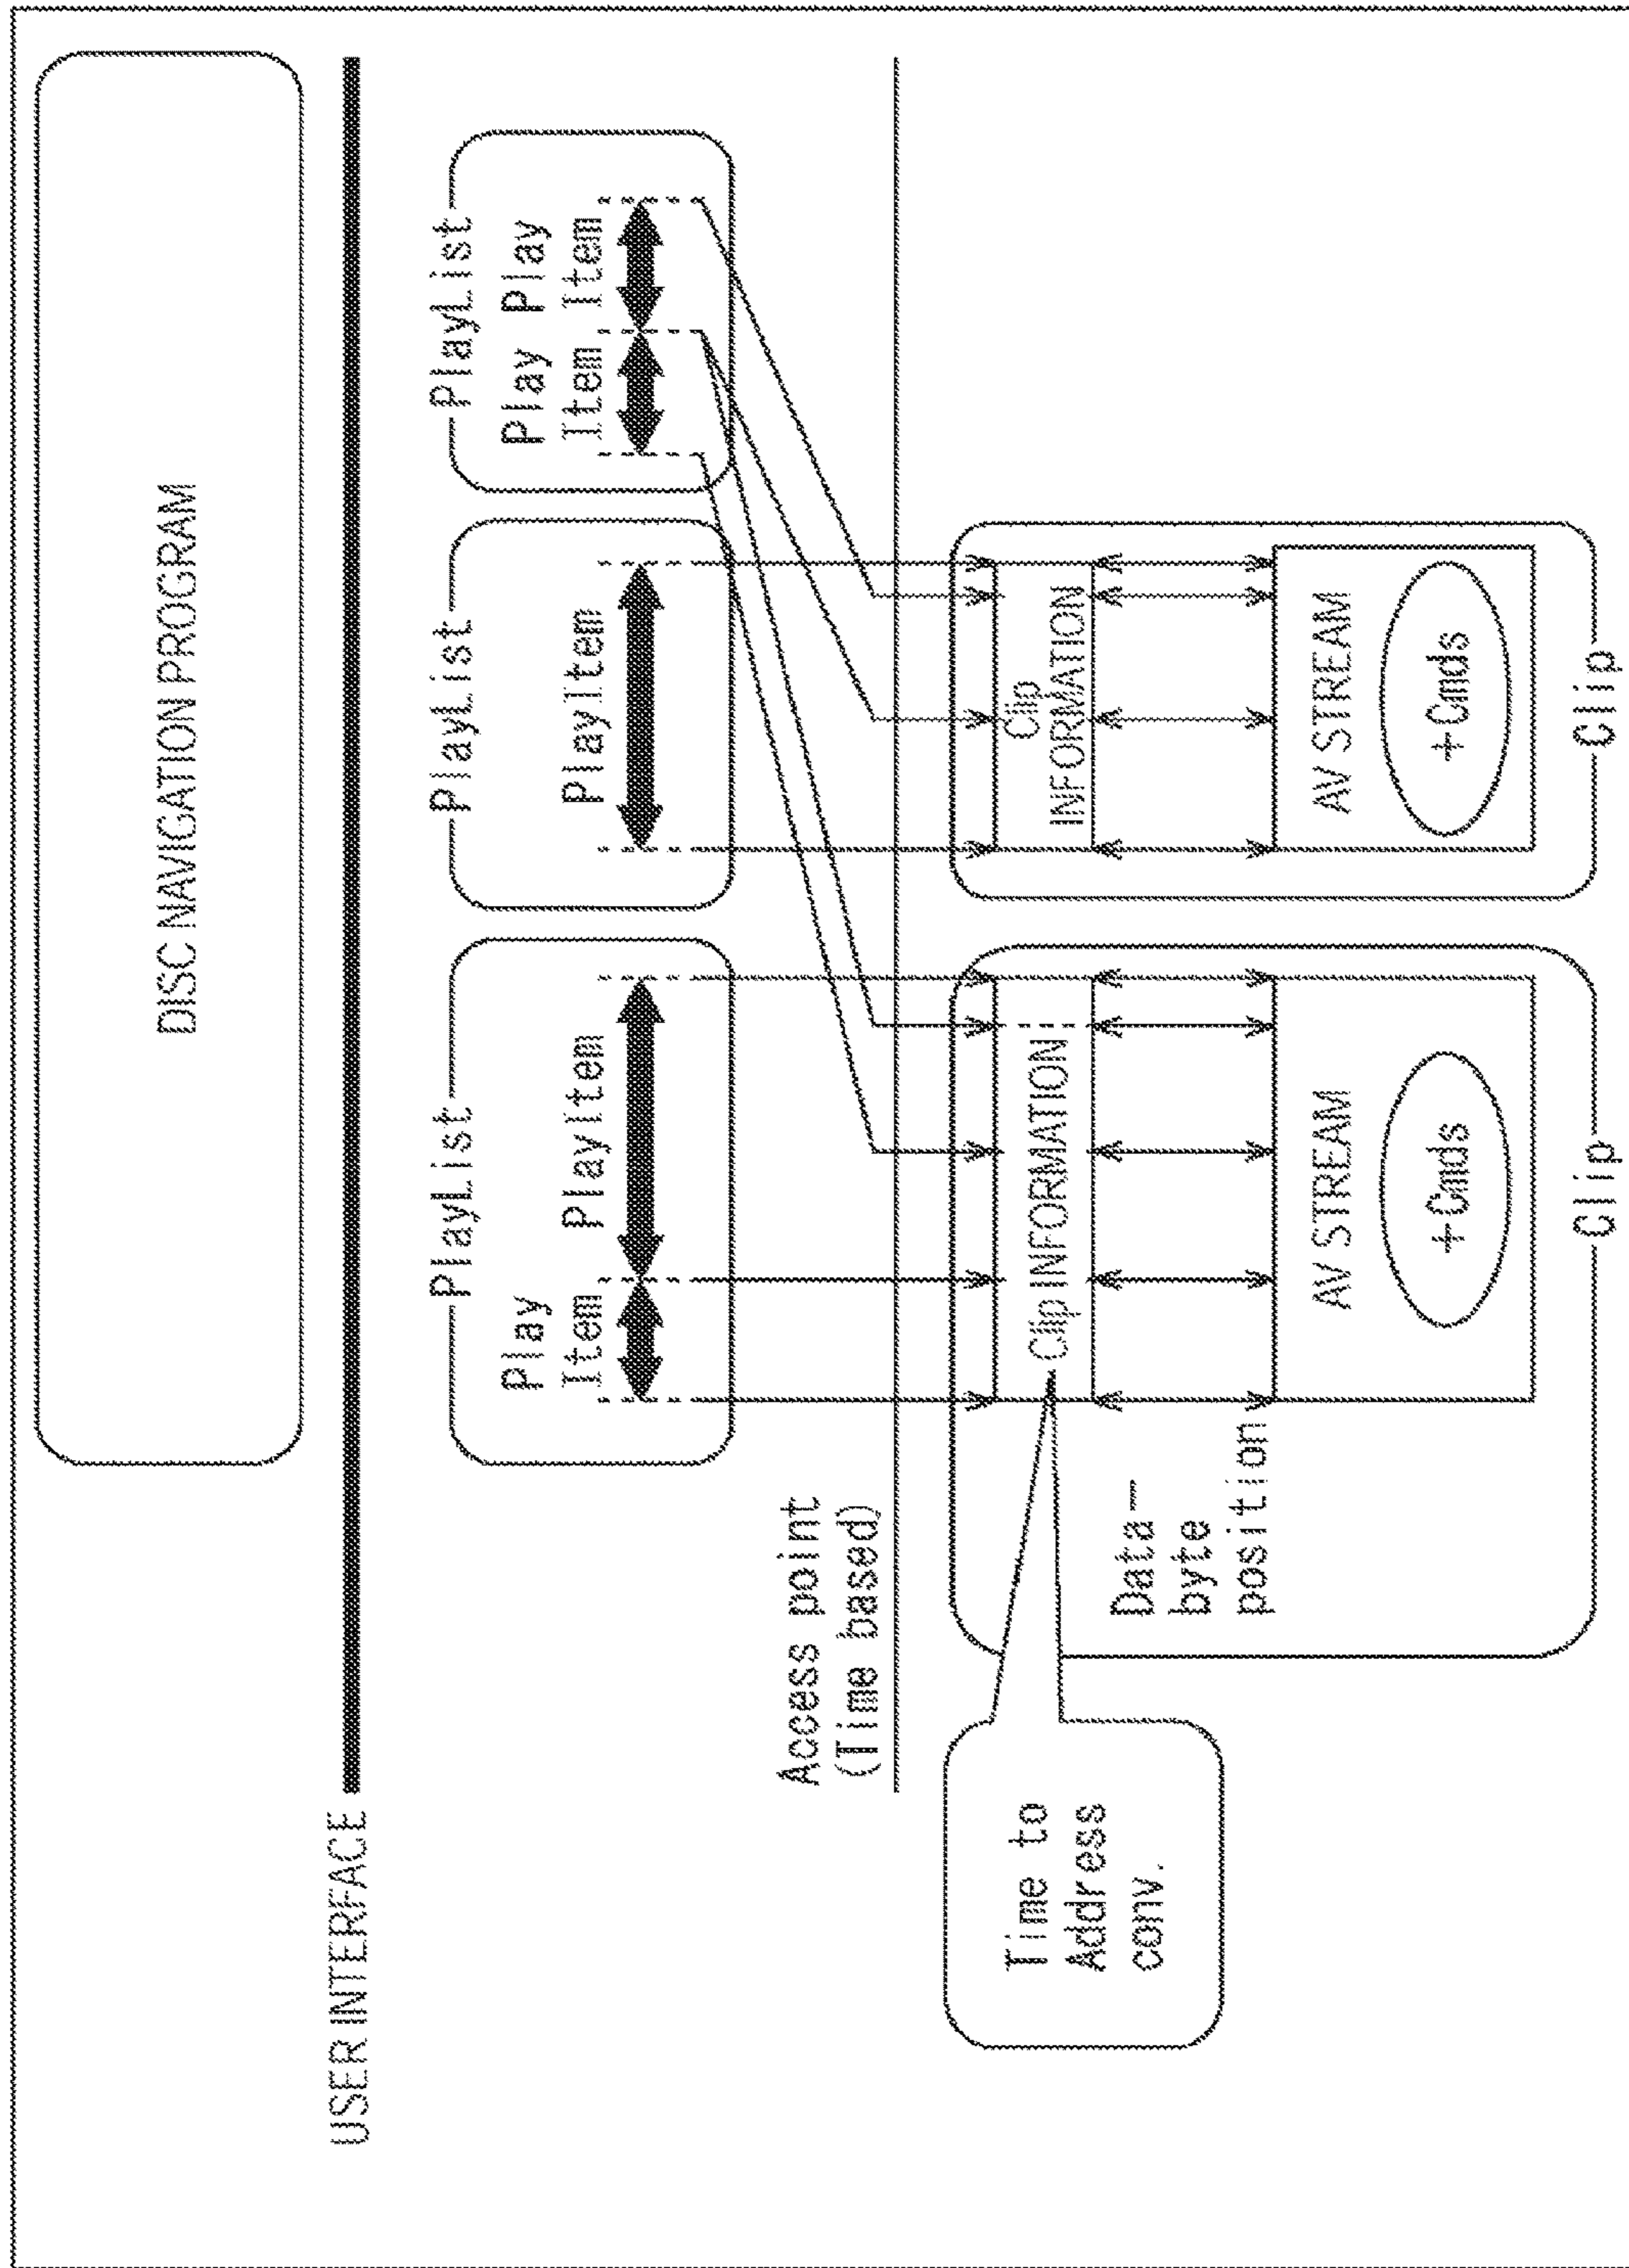 DISC NAVIGATION PROGRAM
USER INTERFACE
PlayList
Play
Item
PlayItem
PlayList
PlayItem
PlayList
Play Play
Item Item
Access point
(Time based)
Time to
Address
conv.
Clip INFORMATION
Data-
byte
position
AV STREAM
+Cmds
Clip
Clip
INFORMATION
AV STREAM
+Cmds
Clip